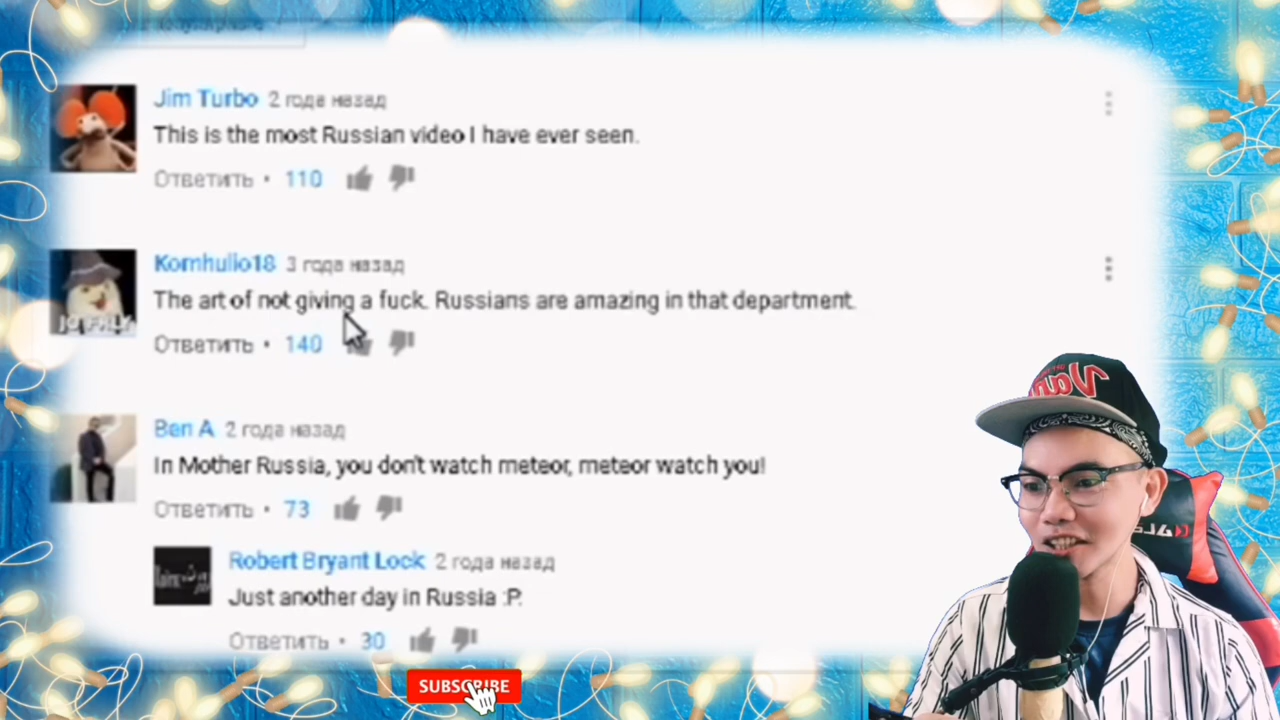 Jim Turbo 2 года назад
This is the most Russian video I have ever seen.
Ответить • 110
Kornhulio18 3 года назад
The art of not giving a fuck. Russians are amazing in that department.
Ответить • 140
Ben A 2 года назад
In Mother Russia, you don't watch meteor, meteor watch you!
Ответить • 73
Robert Bryant Lock 2 года назад
Just another day in Russia :P.
Ответить • 30
SUBSCRIBE